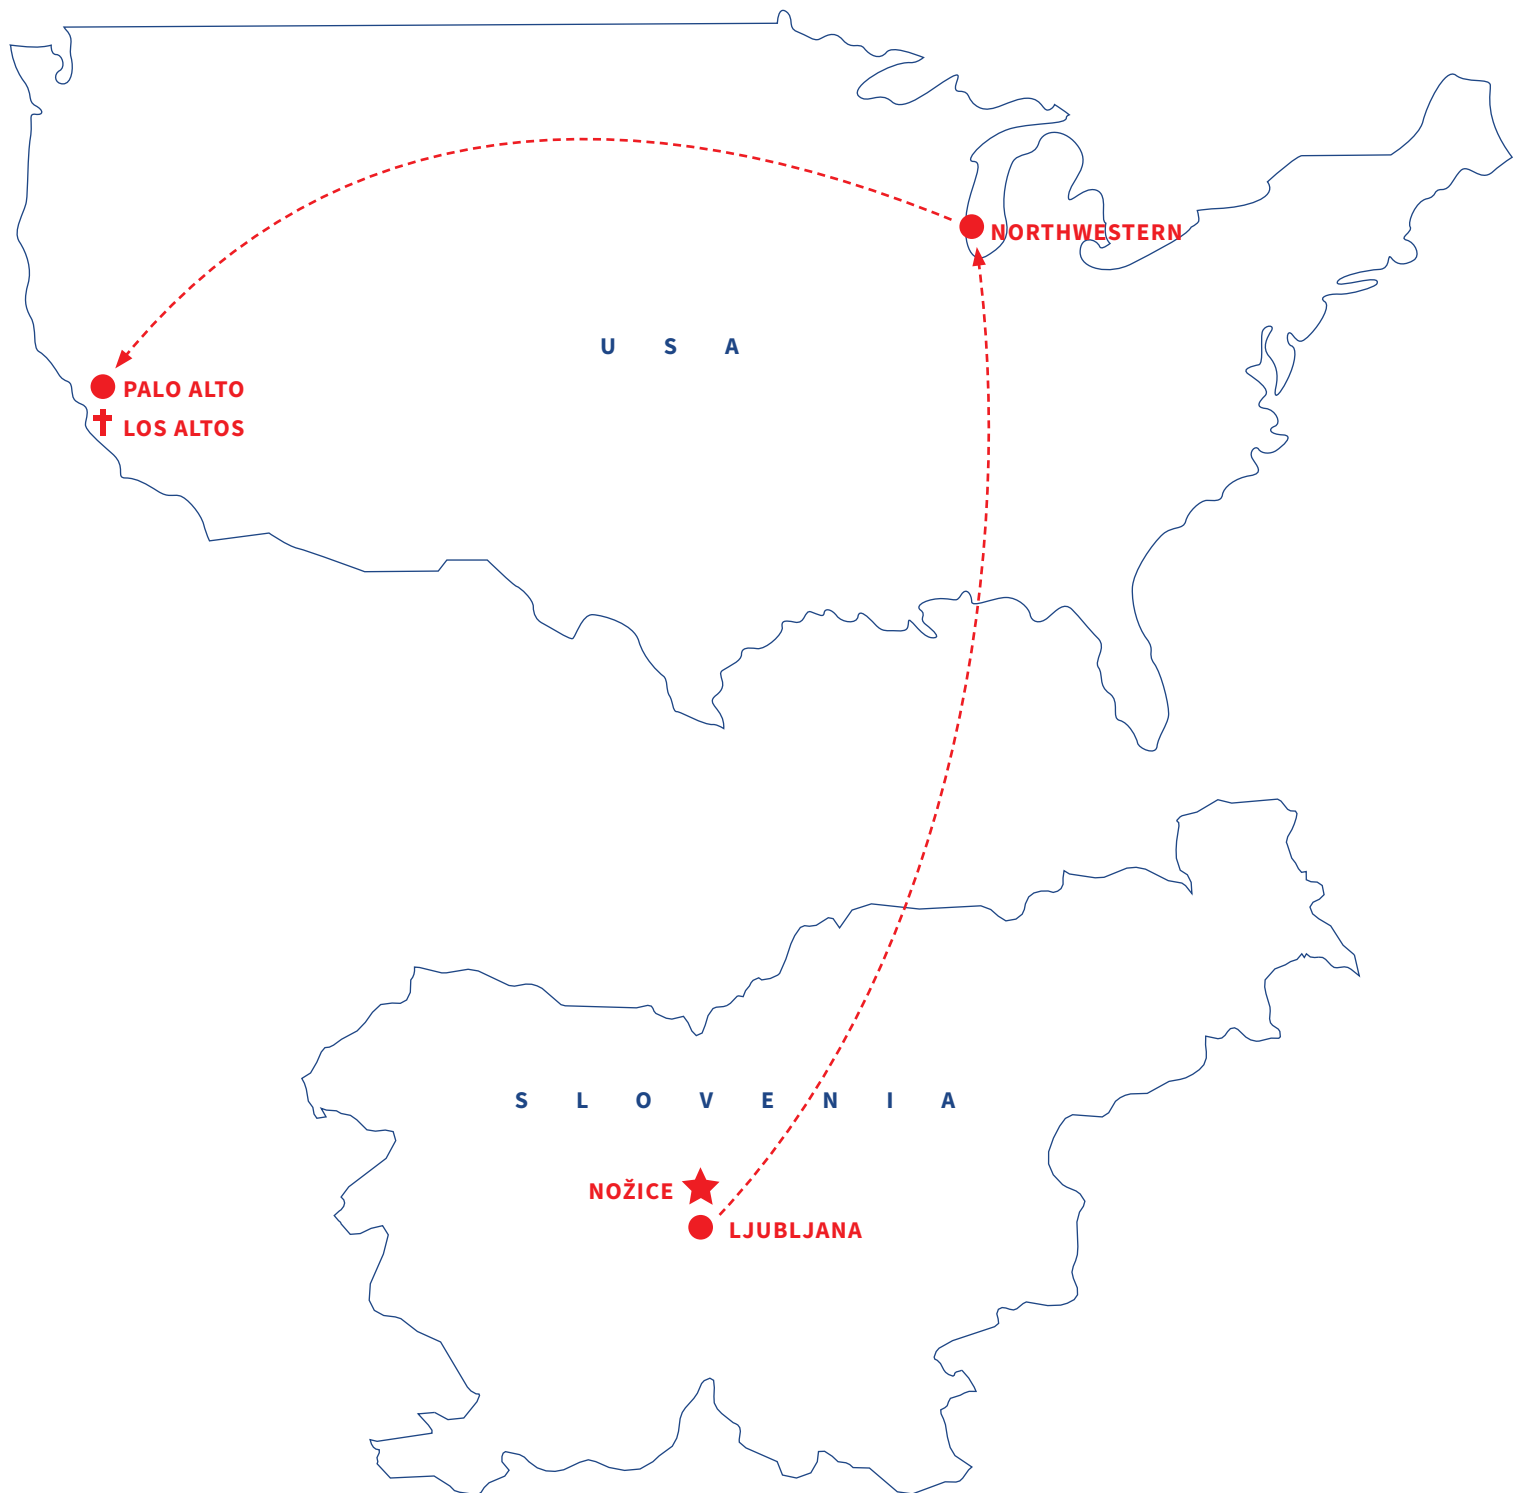 NORTHWESTERN
U S A
PALO ALTO
LOS ALTOS
S L O V E N I A
NOŽICE
LJUBLJANA